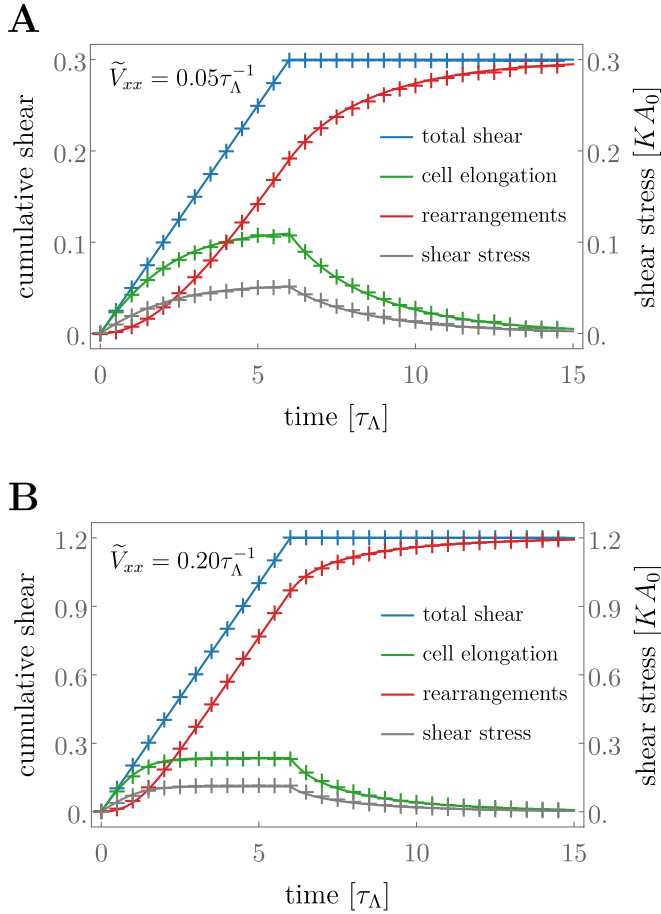 A
Ṽxx = 0.05τΛ⁻¹
cumulative shear
0.3
0.2
0.1
0.
total shear
cell elongation
rearrangements
shear stress
0.3
0.2
0.1
0.
shear stress [KA₀]
0 5 10 15
time [τΛ]
B
Ṽxx = 0.20τΛ⁻¹
cumulative shear
1.2
0.9
0.6
0.3
0.
total shear
cell elongation
rearrangements
shear stress
1.2
0.9
0.6
0.3
0.
shear stress [KA₀]
0 5 10 15
time [τΛ]